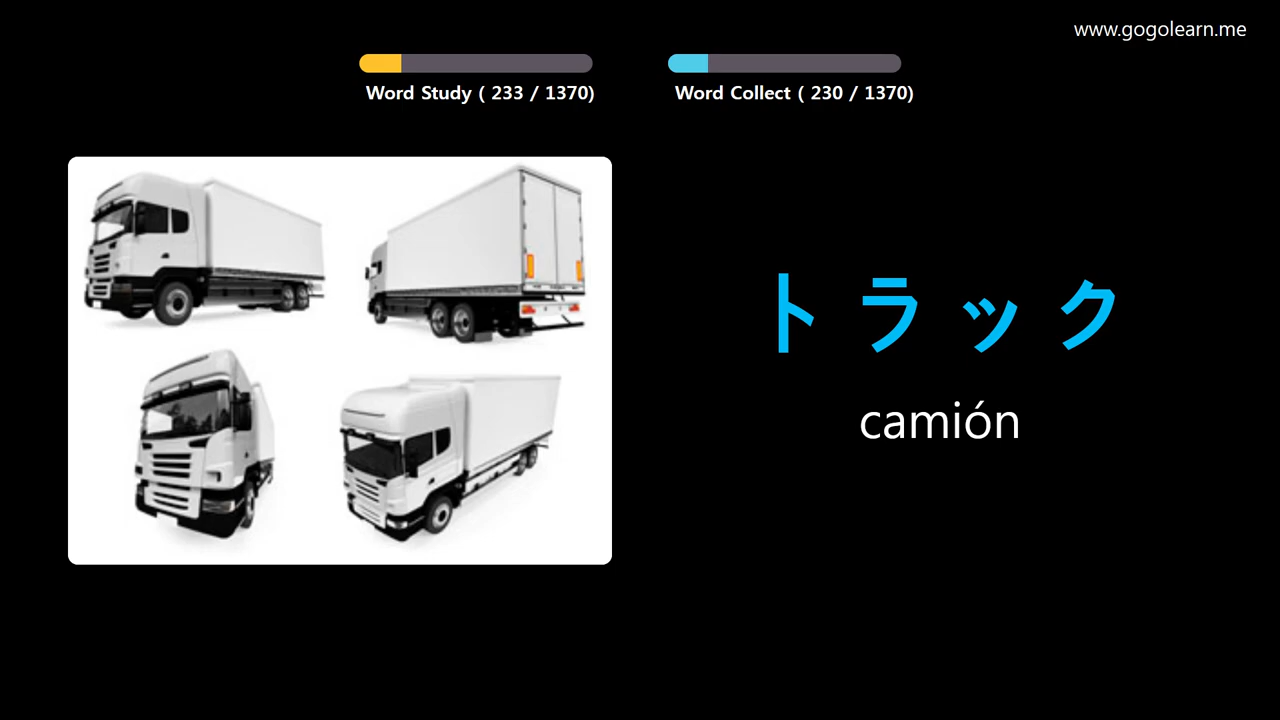 www.gogolearn.me
Word Study ( 233 / 1370)
Word Collect ( 230 / 1370)
トラック
camión